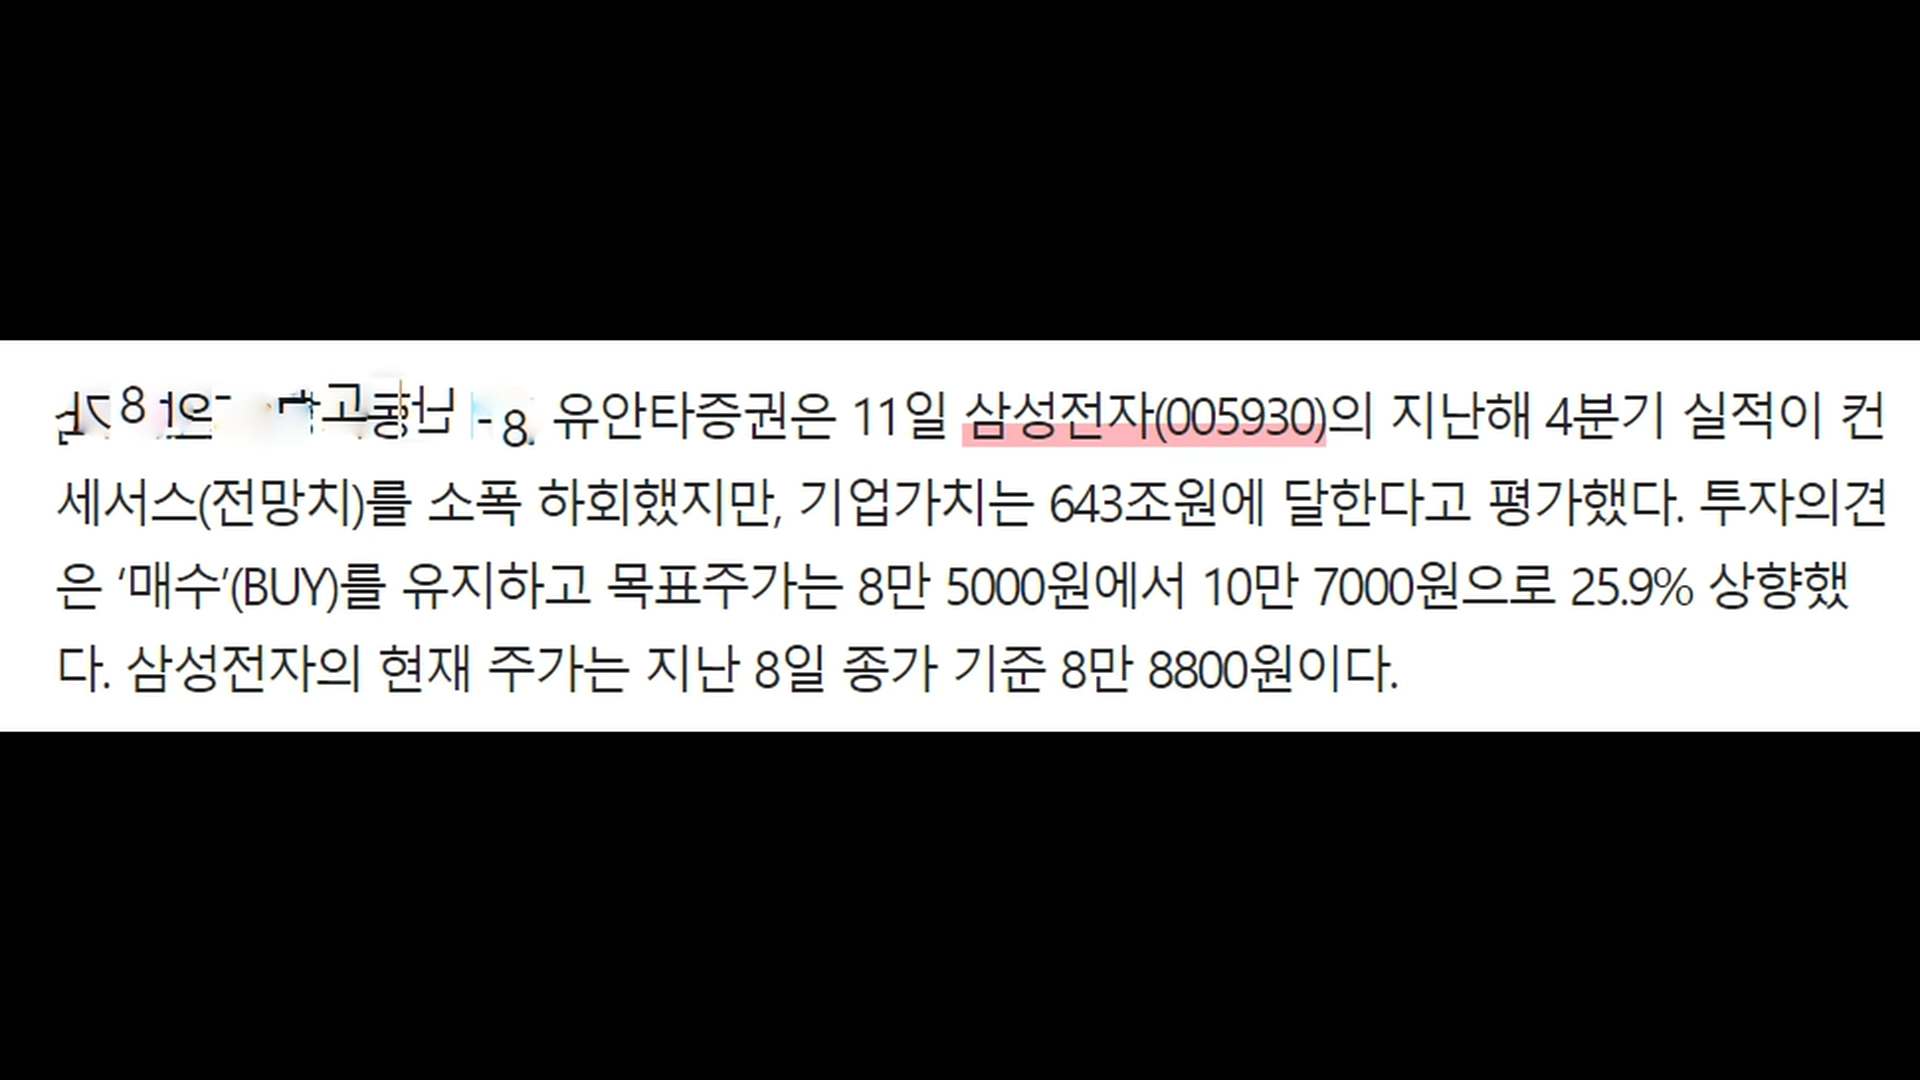 유안타증권은 11일 삼성전자(005930)의 지난해 4분기 실적이 컨
세서스(전망치)를 소폭 하회했지만, 기업가치는 643조원에 달한다고 평가했다. 투자의견
은 ‘매수’(BUY)를 유지하고 목표주가는 8만 5000원에서 10만 7000원으로 25.9% 상향했
다. 삼성전자의 현재 주가는 지난 8일 종가 기준 8만 8800원이다.